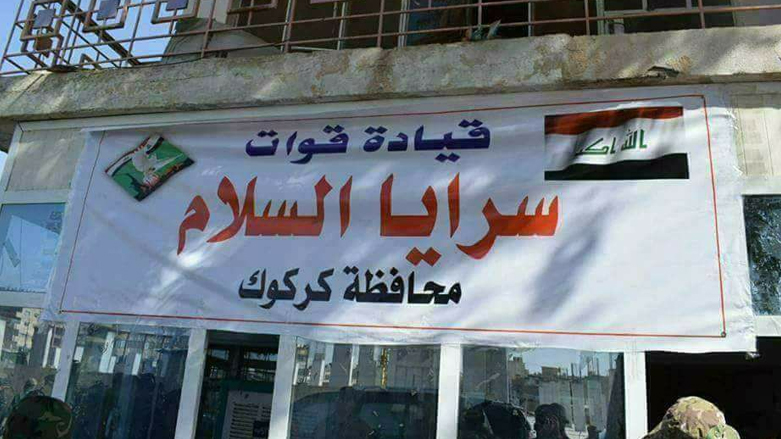 قيادة قوات
الله اكبر
سرايا السلام
محافظة كركوك